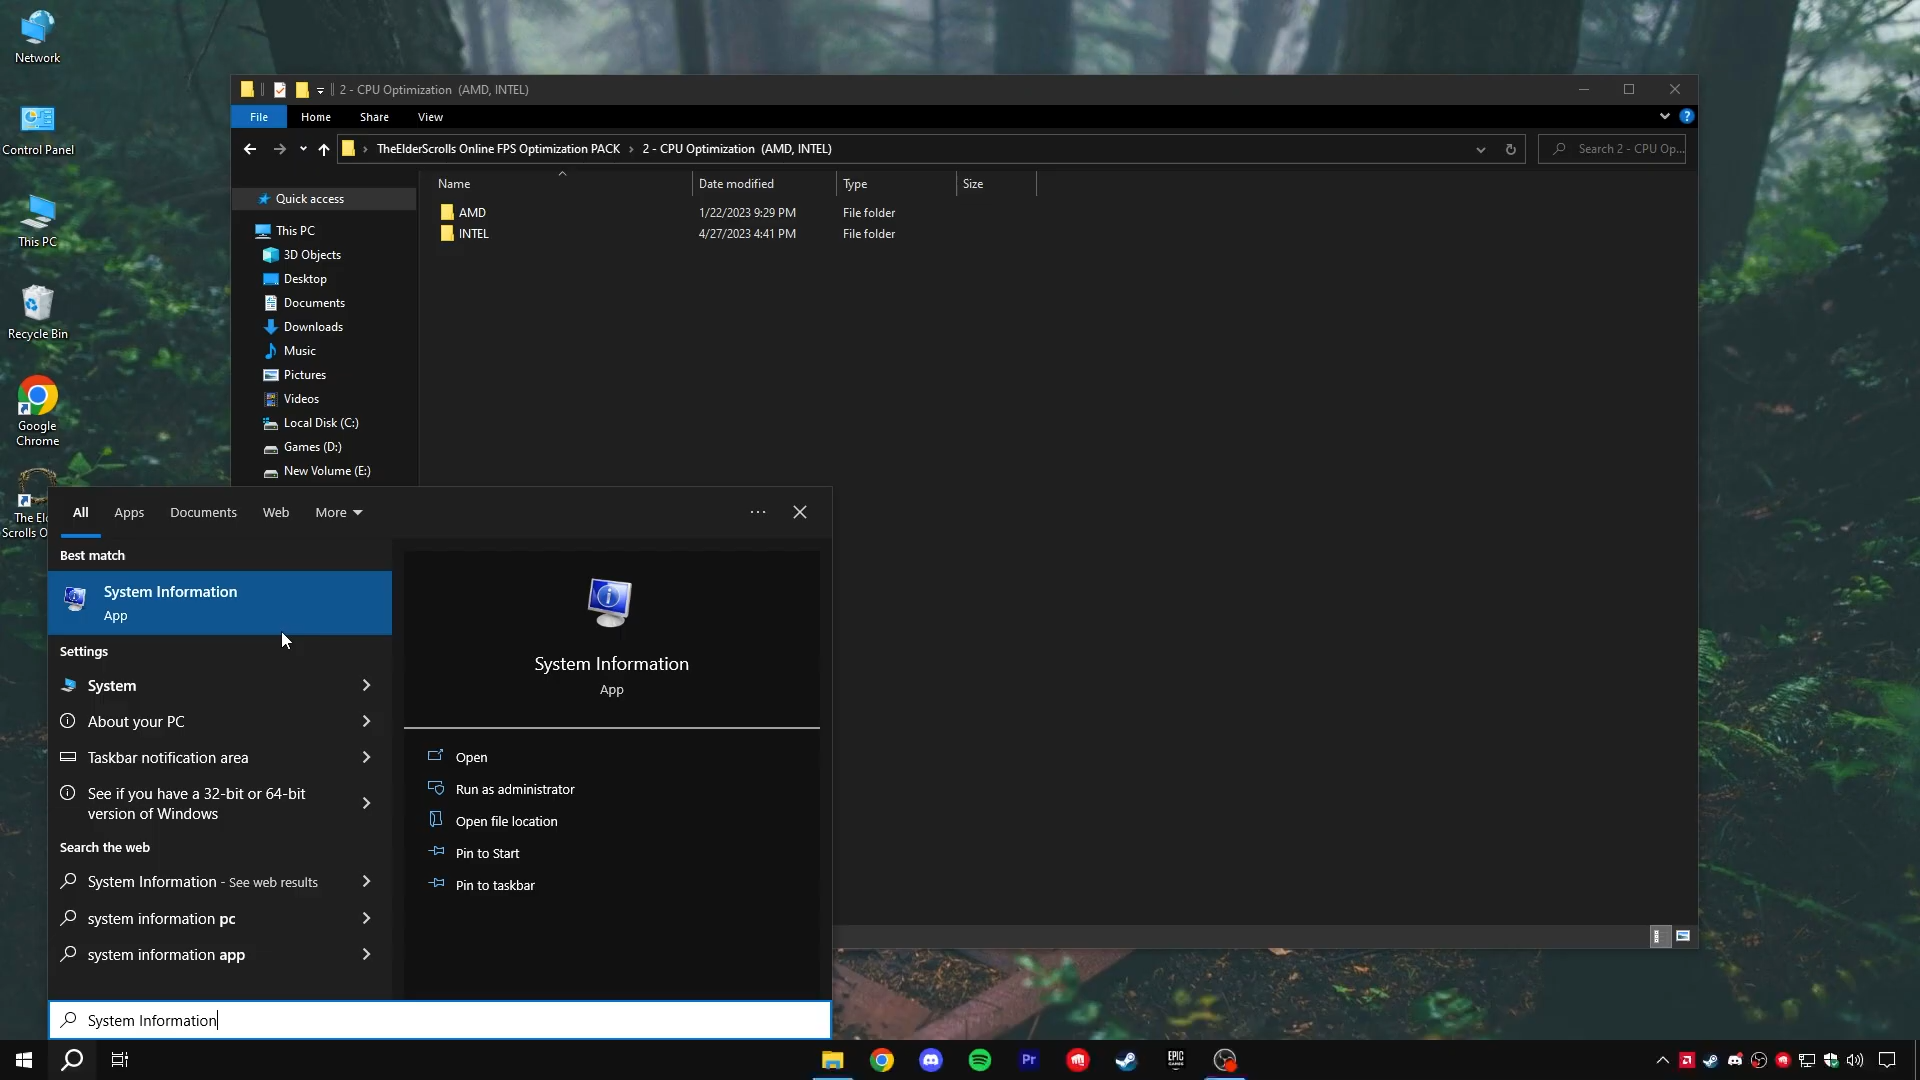 Network
Control Panel
This PC
Recycle Bin
Google
Chrome
The El
Scrolls O
2 - CPU Optimization (AMD, INTEL)
File
Home
Share
View
TheElderScrolls Online FPS Optimization PACK
2 - CPU Optimization (AMD, INTEL)
Search 2 - CPU Op...
Name
Date modified
Type
Size
AMD
1/22/2023 9:29 PM
File folder
INTEL
4/27/2023 4:41 PM
File folder
Quick access
This PC
3D Objects
Desktop
Documents
Downloads
Music
Pictures
Videos
Local Disk (C:)
Games (D:)
New Volume (E:)
All
Apps
Documents
Web
More
Best match
System Information
App
Settings
System
About your PC
Taskbar notification area
See if you have a 32-bit or 64-bit
version of Windows
Search the web
System Information - See web results
system information pc
system information app
System Information
App
Open
Run as administrator
Open file location
Pin to Start
Pin to taskbar
System Information
Pr
EPIC
GAMES